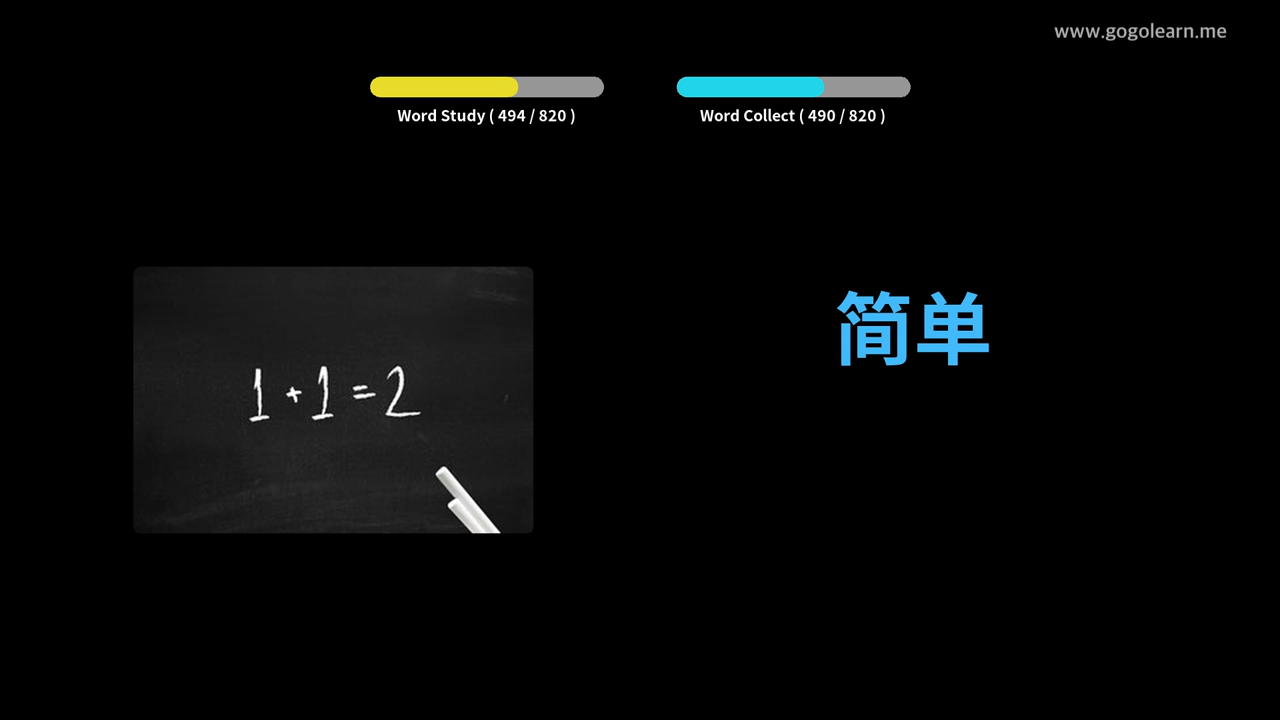 www.gogolearn.me
Word Study ( 494 / 820 )
Word Collect ( 490 / 820 )
简单
1 + 1 = 2